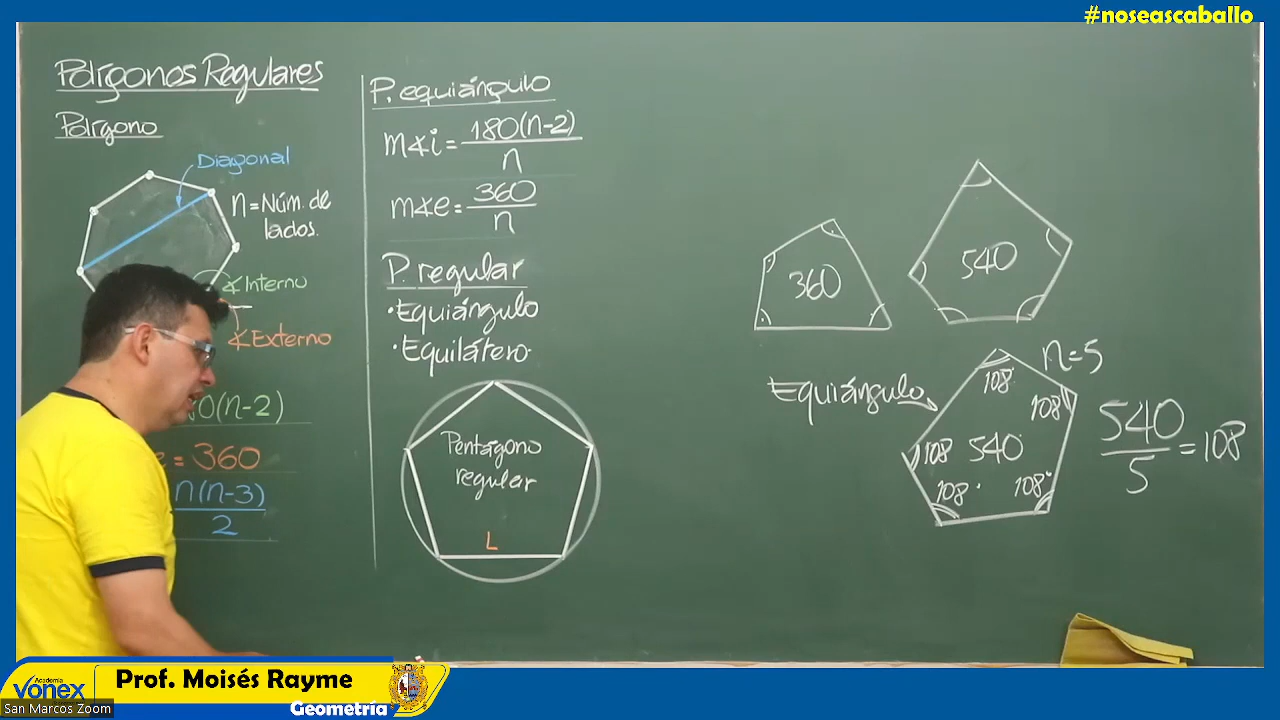 #noseascaballo
Polígonos Regulares
Polígono
Diagonal
n=Núm. de
lados.
∡Interno
∡Externo
0(n-2)
= 360
n(n-3)
2
P. equiángulo
m∡i = 180(n-2)
n
m∡e = 360
n
P. regular
•Equiángulo
•Equilátero
Pentágono
regular
L
360
540
n=5
Equiángulo
108
108
108
540
108
108
540
5
= 108
Academia
VONEX
San Marcos Zoom
Prof. Moisés Rayme
Geometría